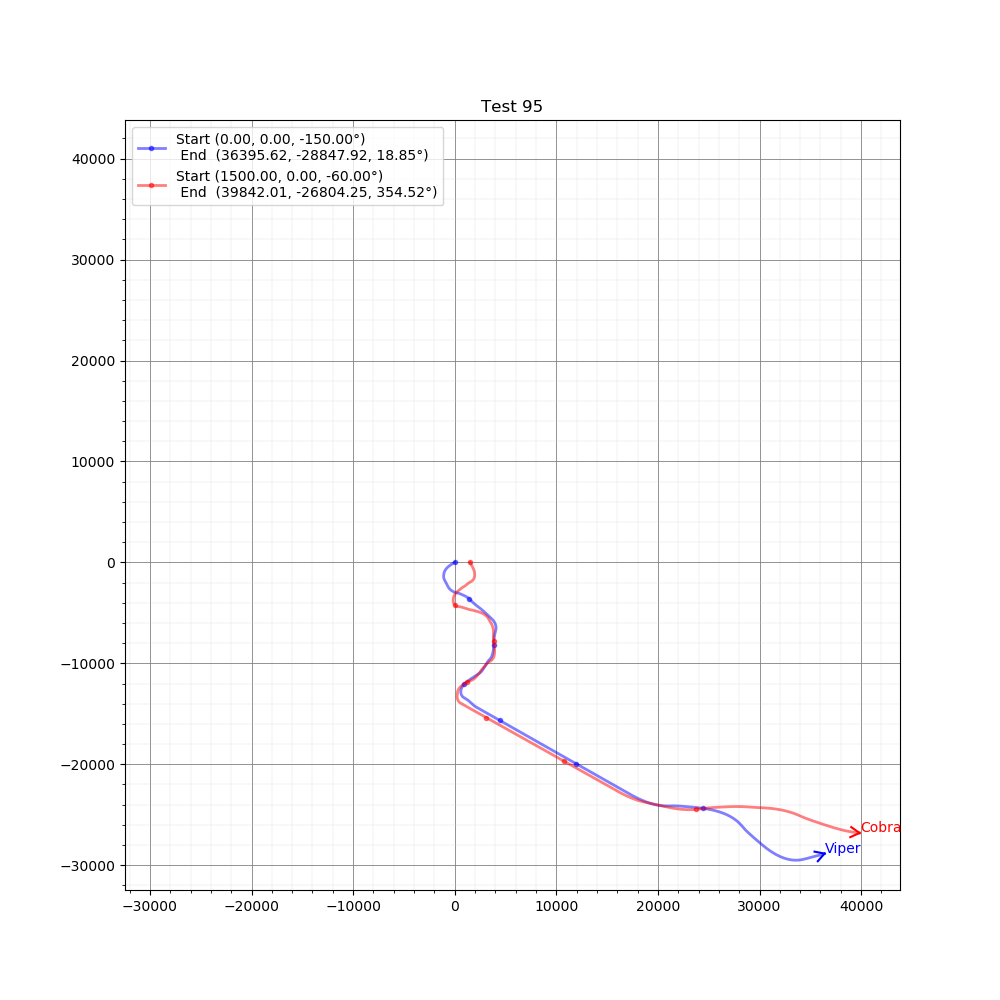 Test 95
Start (0.00, 0.00, -150.00°)
End  (36395.62, -28847.92, 18.85°)
Start (1500.00, 0.00, -60.00°)
End  (39842.01, -26804.25, 354.52°)
40000
30000
20000
10000
0
−10000
−20000
−30000
Cobra
Viper
−30000 −20000 −10000 0 10000 20000 30000 40000